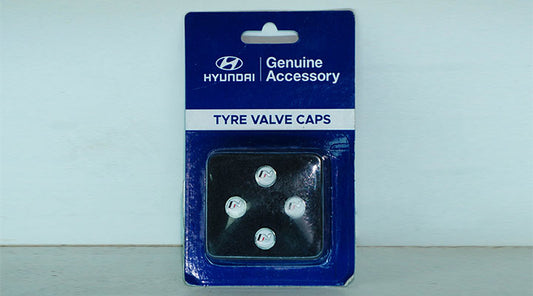 HYUNDAI
Genuine
Accessory
TYRE VALVE CAPS
N
N
N
N